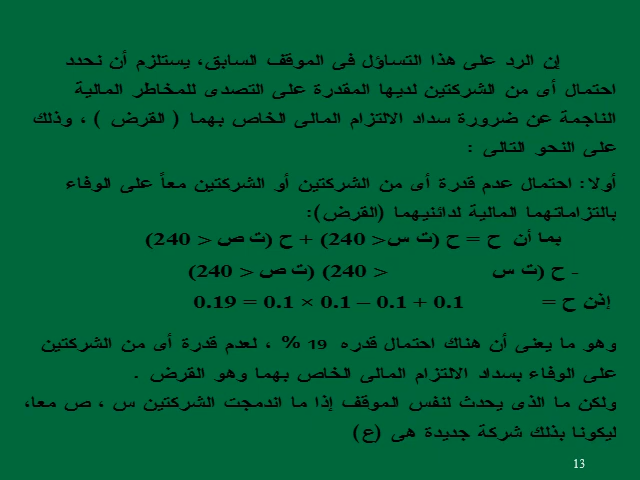 إن الرد على هذا التساؤل فى الموقف السابق، يستلزم أن نحدد
احتمال أى من الشركتين لديها المقدرة على التصدى للمخاطر المالية
الناجمة عن ضرورة سداد الالتزام المالى الخاص بهما ( القرض ) ، وذلك
على النحو التالى :
أولا: احتمال عدم قدرة أى من الشركتين أو الشركتين معاً على الوفاء
بالتزاماتهما المالية لدائنيهما (القرض):
بما أن ح = ح (ت س< 240) + ح (ت ص < 240)
- ح (ت س < 240) (ت ص < 240)
إذن ح = 0.1 + 0.1 – 0.1 × 0.1 = 0.19
وهو ما يعنى أن هناك احتمال قدره 19 % ، لعدم قدرة أى من الشركتين
على الوفاء بسداد الالتزام المالى الخاص بهما وهو القرض .
ولكن ما الذى يحدث لنفس الموقف إذا ما اندمجت الشركتين س ، ص معا،
ليكونا بذلك شركة جديدة هى (ع)
13